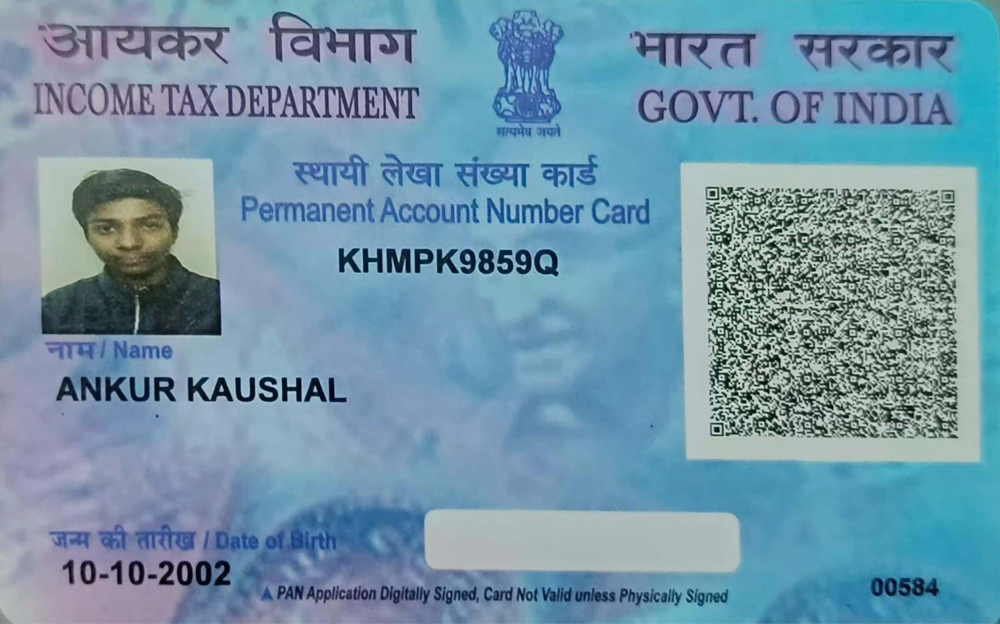 आयकर विभाग
INCOME TAX DEPARTMENT
सत्यमेव जयते
भारत सरकार
GOVT. OF INDIA
स्थायी लेखा संख्या कार्ड
Permanent Account Number Card
KHMPK9859Q
नाम / Name
ANKUR KAUSHAL
जन्म की तारीख / Date of Birth
10-10-2002
PAN Application Digitally Signed, Card Not Valid unless Physically Signed
00584